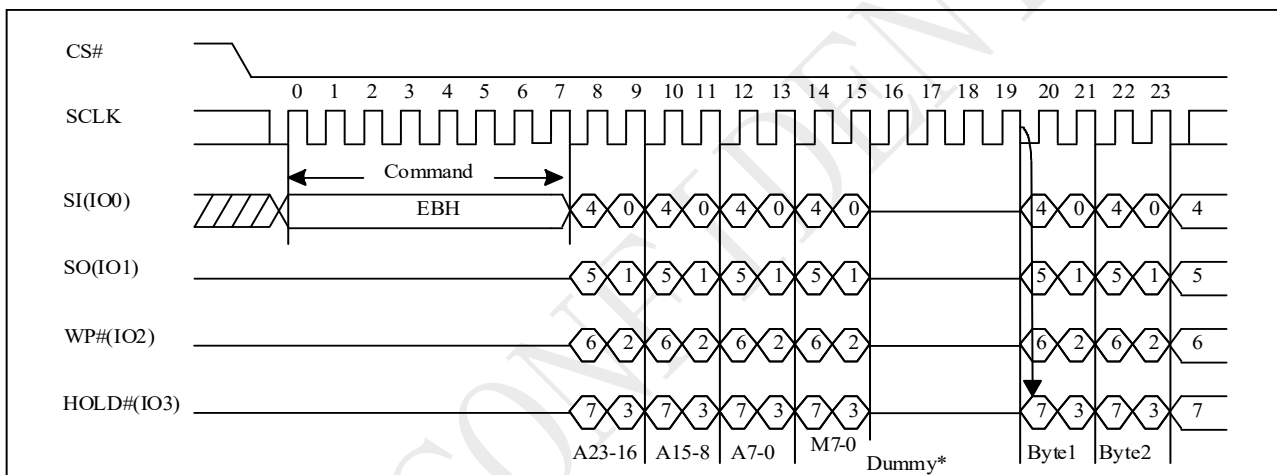 CS#
0 1 2 3 4 5 6 7 8 9 10 11 12 13 14 15 16 17 18 19 20 21 22 23
SCLK
Command
SI(IO0) EBH 4 0 4 0 4 0 4 0 4 0 4 0 4
SO(IO1) 5 1 5 1 5 1 5 1 5 1 5 1 5
WP#(IO2) 6 2 6 2 6 2 6 2 6 2 6 2 6
HOLD#(IO3) 7 3 7 3 7 3 7 3 7 3 7 3 7
A23-16 A15-8 A7-0 M7-0 Dummy* Byte1 Byte2